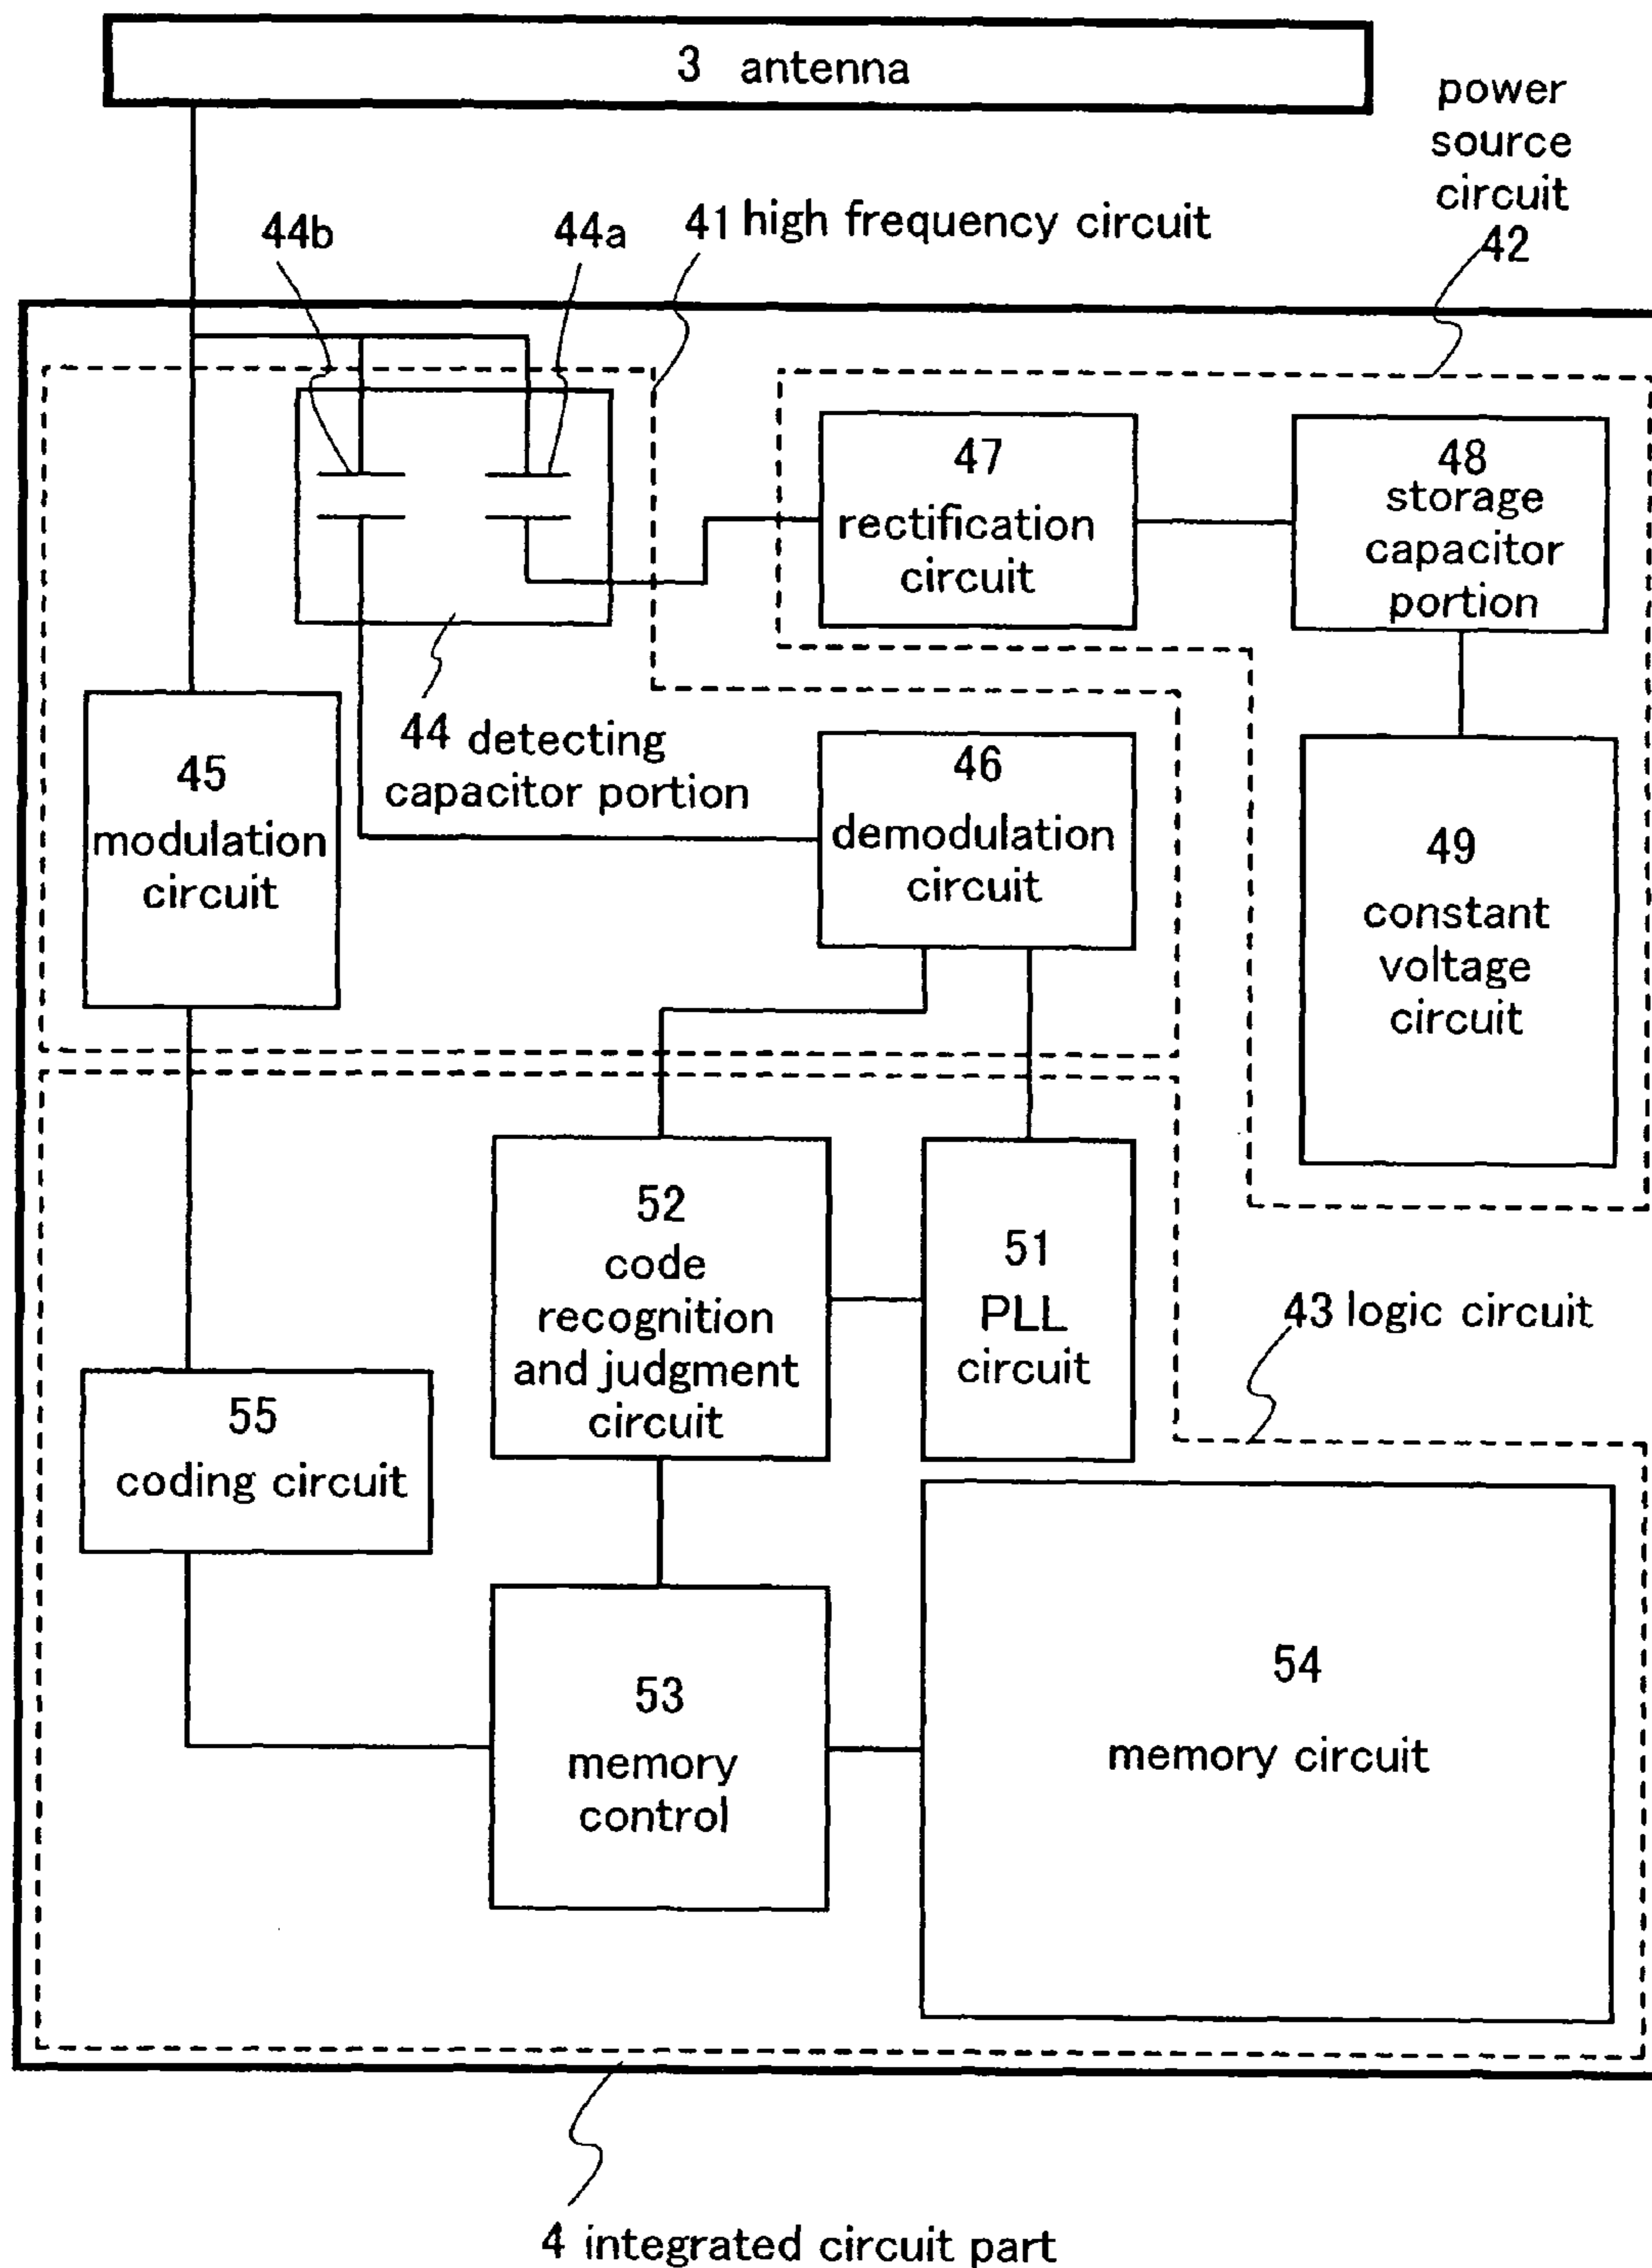 3 antenna
power
source
circuit
42
44b
44a
41 high frequency circuit
47
rectification
circuit
48
storage
capacitor
portion
44 detecting
capacitor portion
45
modulation
circuit
46
demodulation
circuit
49
constant
voltage
circuit
52
code
recognition
and judgment
circuit
51
PLL
circuit
43 logic circuit
55
coding circuit
53
memory
control
54
memory circuit
4 integrated circuit part